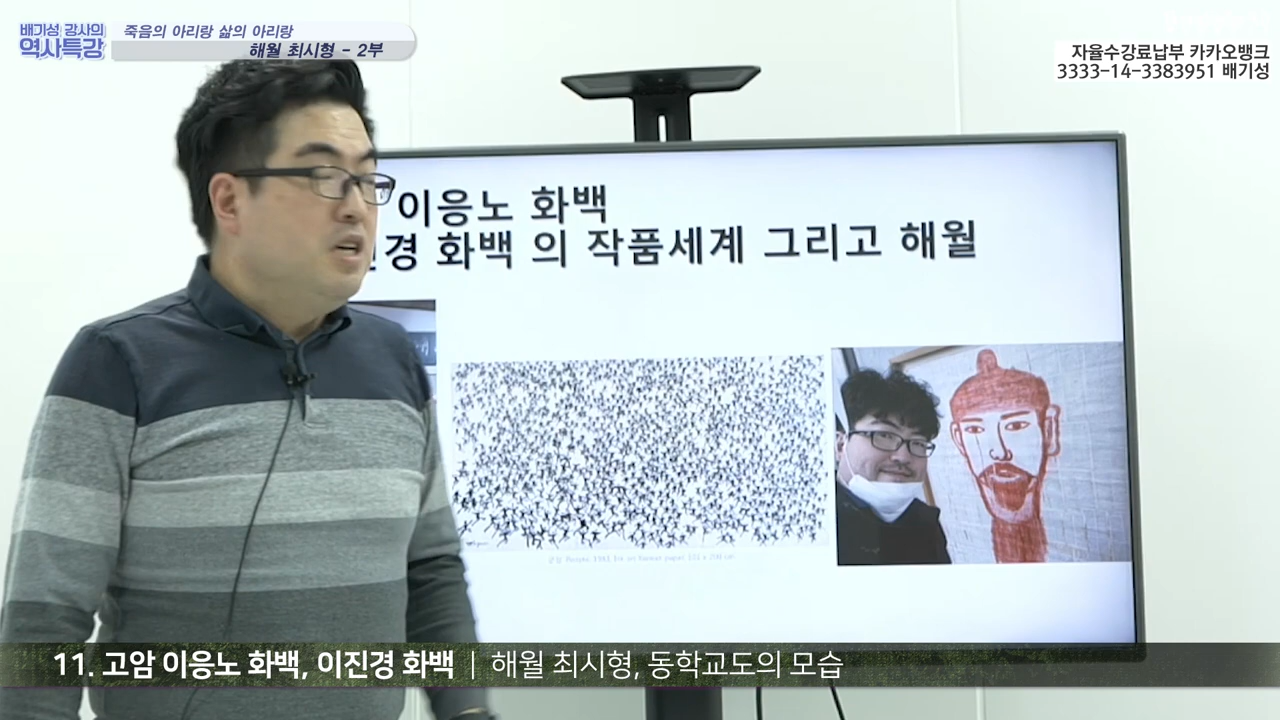 배기성 강사의
역사특강
죽음의 아리랑 삶의 아리랑
해월 최시형 - 2부
자율수강료납부 카카오뱅크
3333-14-3383951 배기성
이응노 화백
경 화백 의 작품세계 그리고 해월
11. 고암 이응노 화백, 이진경 화백 | 해월 최시형, 동학교도의 모습